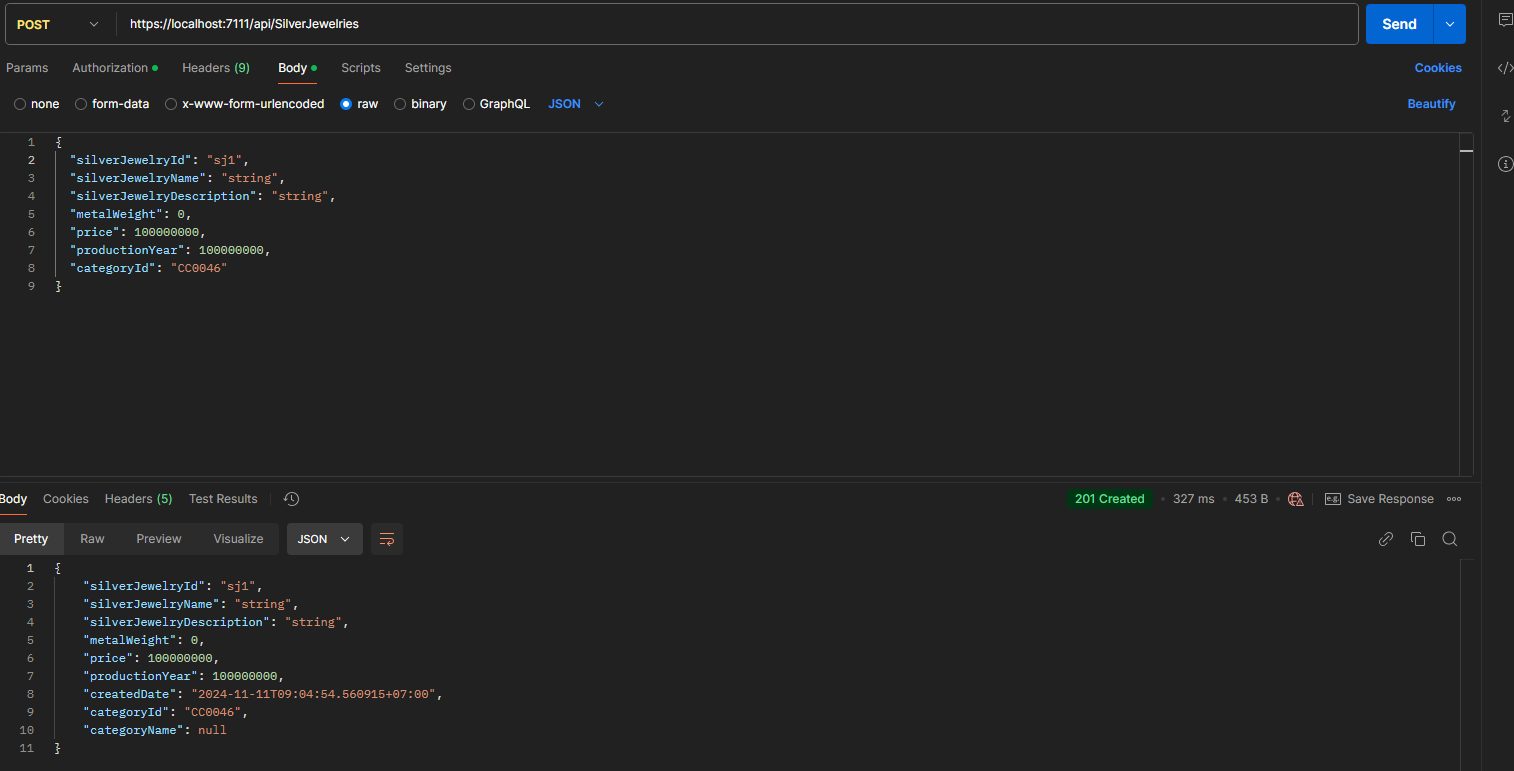 POST https://localhost:7111/api/SilverJewelries Send
Params Authorization Headers (9) Body Scripts Settings Cookies
none form-data x-www-form-urlencoded raw binary GraphQL JSON Beautify
1 {
2 "silverJewelryId": "sj1",
3 "silverJewelryName": "string",
4 "silverJewelryDescription": "string",
5 "metalWeight": 0,
6 "price": 100000000,
7 "productionYear": 100000000,
8 "categoryId": "CC0046"
9 }
Body Cookies Headers (5) Test Results 201 Created • 327 ms • 453 B • e.g. Save Response
Pretty Raw Preview Visualize JSON
1 {
2 "silverJewelryId": "sj1",
3 "silverJewelryName": "string",
4 "silverJewelryDescription": "string",
5 "metalWeight": 0,
6 "price": 100000000,
7 "productionYear": 100000000,
8 "createdDate": "2024-11-11T09:04:54.560915+07:00",
9 "categoryId": "CC0046",
10 "categoryName": null
11 }